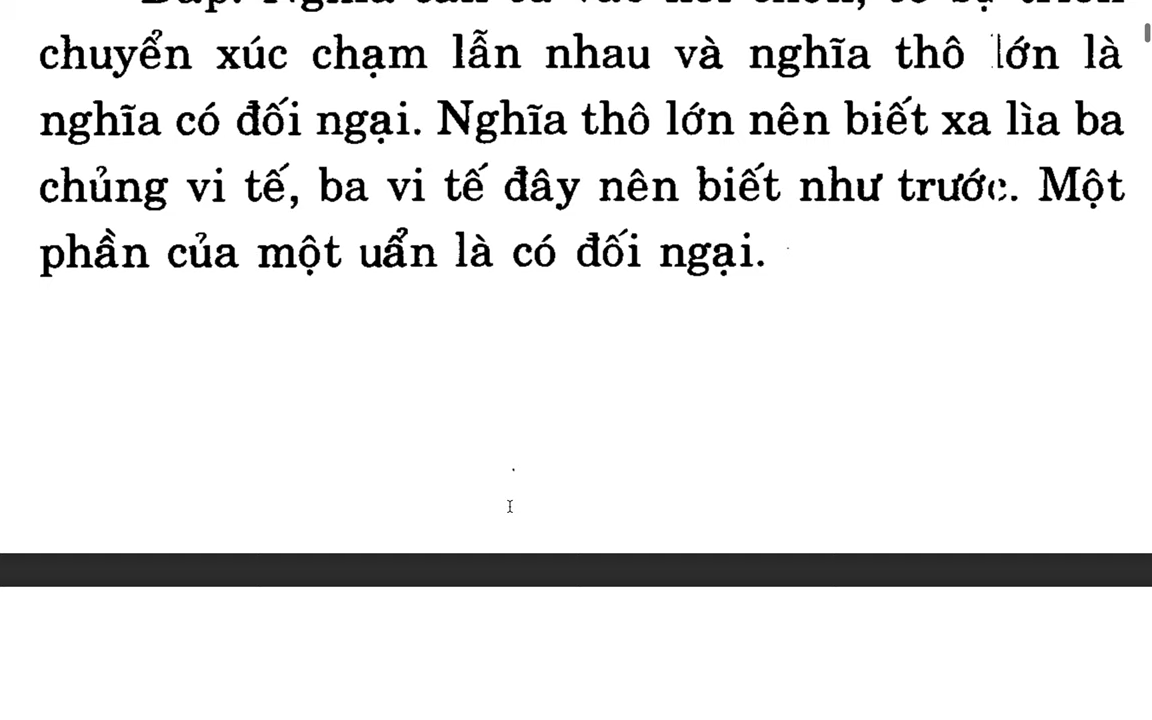 chuyển xúc chạm lẫn nhau và nghĩa thô lớn là
nghĩa có đối ngại. Nghĩa thô lớn nên biết xa lìa ba
chủng vi tế, ba vi tế đây nên biết như trước. Một
phần của một uẩn là có đối ngại.